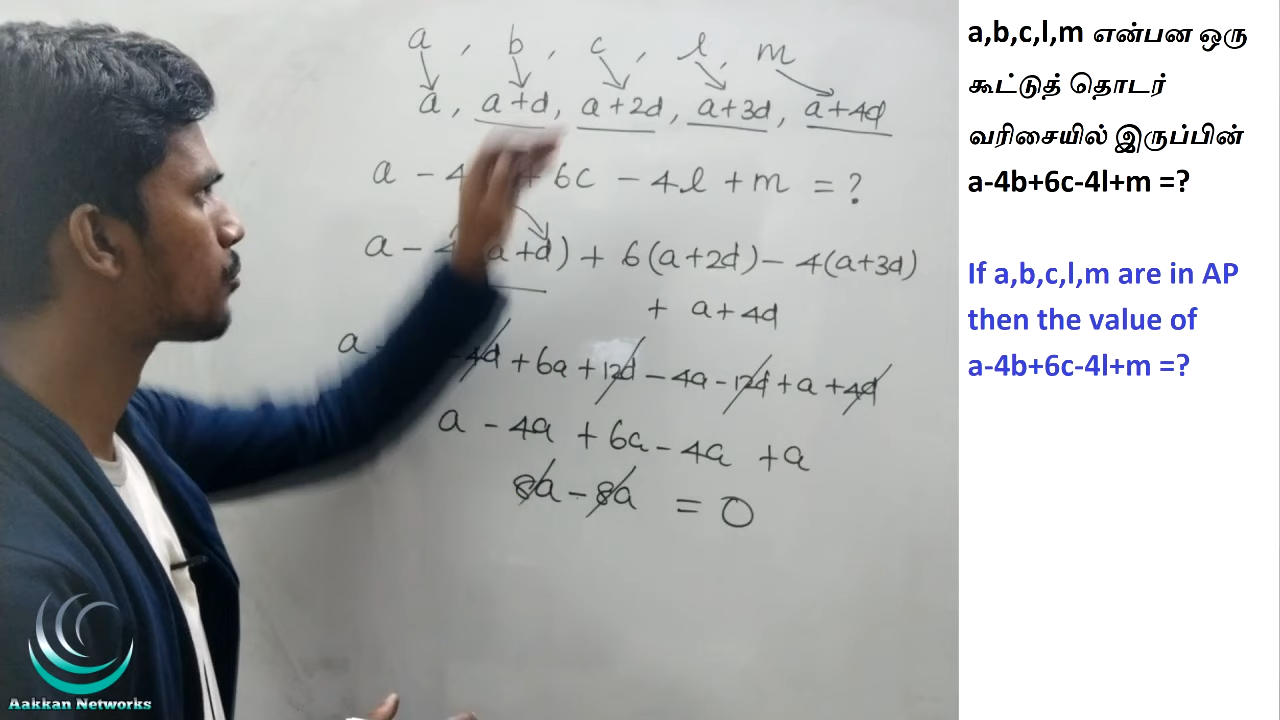 a , b , c , l , m
a , a+d , a+2d , a+3d , a+4d
a - 4 + 6c - 4l + m = ?
a - 4 (a+d) + 6(a+2d) - 4(a+3d)
+ a + 4d
a - 4d + 6a + 12d - 4a - 12d + a + 4d
a - 4a + 6a - 4a + a
8a - 8a = 0
Aakkan Networks
a,b,c,l,m என்பன ஒரு
கூட்டுத் தொடர்
வரிசையில் இருப்பின்
a-4b+6c-4l+m =?
If a,b,c,l,m are in AP
then the value of
a-4b+6c-4l+m =?